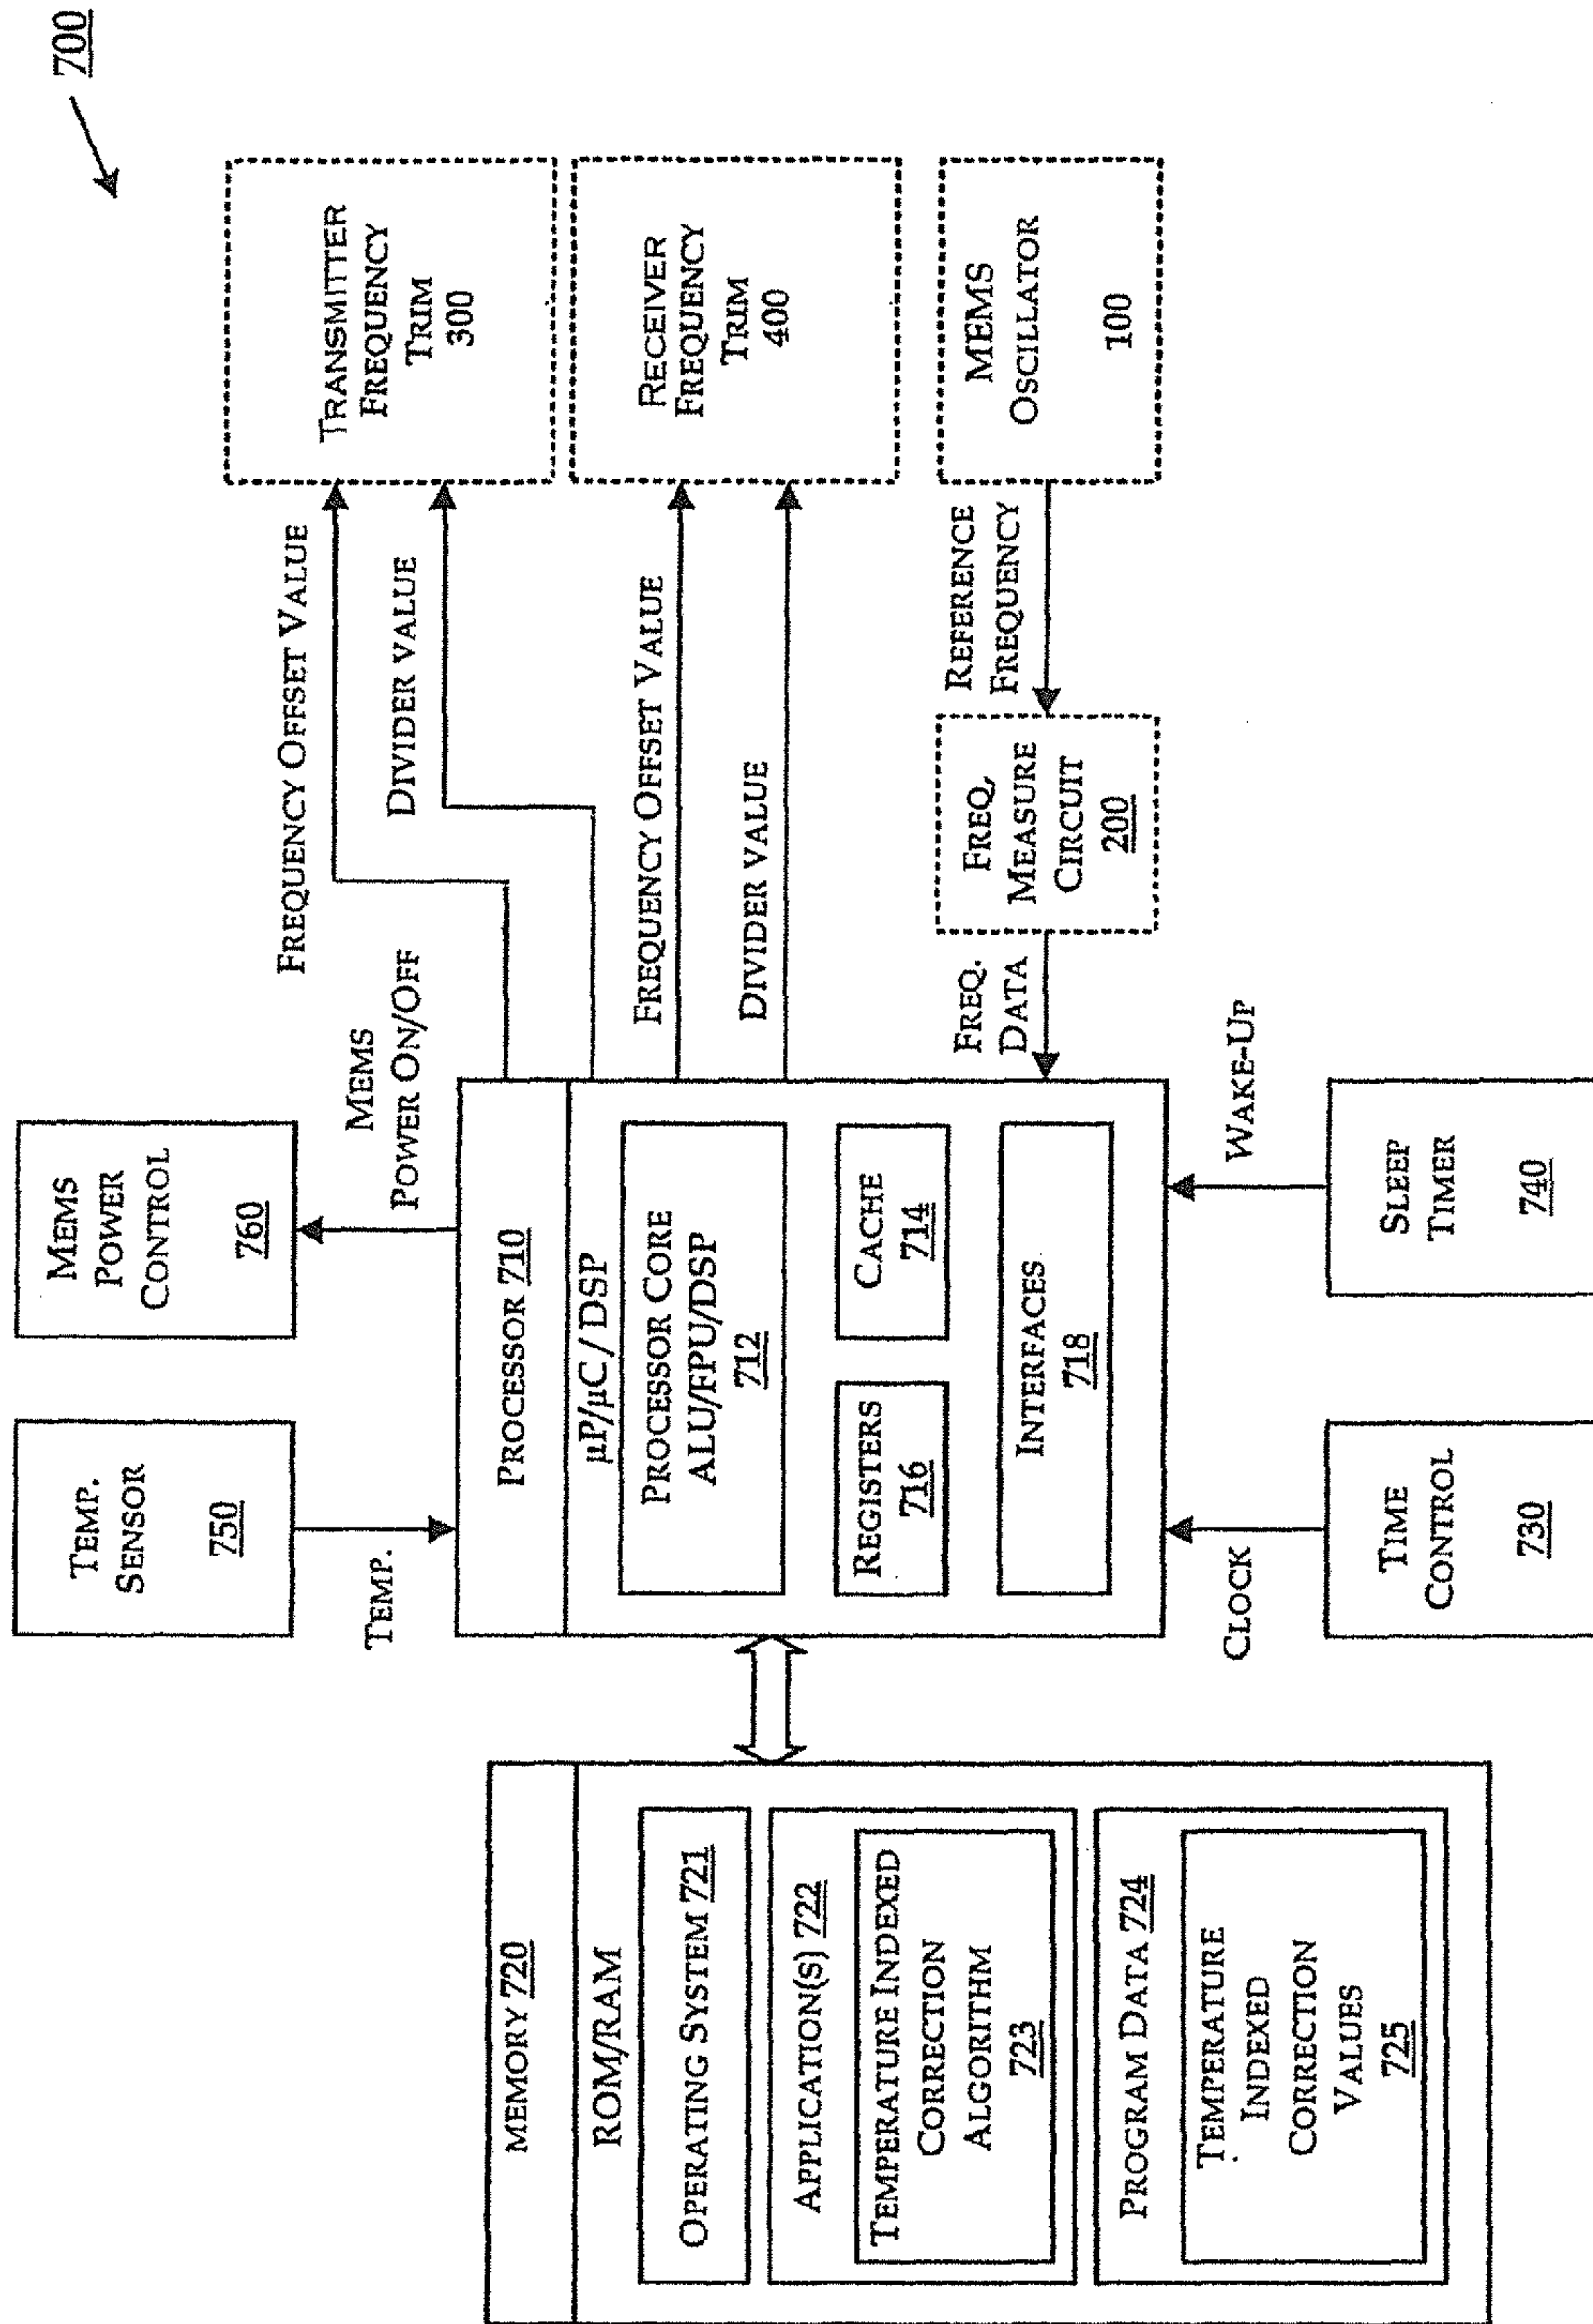 700
TEMP.
SENSOR
750
MEMS
POWER
CONTROL
760
TEMP.
MEMS
POWER ON/OFF
MEMORY 720
ROM/RAM
OPERATING SYSTEM 721
APPLICATION(S) 722
TEMPERATURE INDEXED
CORRECTION
ALGORITHM
723
PROGRAM DATA 724
TEMPERATURE
INDEXED
CORRECTION
VALUES
725
PROCESSOR 710
μP/μC / DSP
PROCESSOR CORE
ALU/FPU/DSP
712
REGISTERS
716
CACHE
714
INTERFACES
718
CLOCK
WAKE-UP
TIME
CONTROL
730
SLEEP
TIMER
740
FREQUENCY OFFSET VALUE
DIVIDER VALUE
FREQUENCY OFFSET VALUE
DIVIDER VALUE
FREQ.
DATA
FREQ,
MEASURE
CIRCUIT
200
REFERENCE
FREQUENCY
TRANSMITTER
FREQUENCY
TRIM
300
RECEIVER
FREQUENCY
TRIM
400
MEMS
OSCILLATOR
100